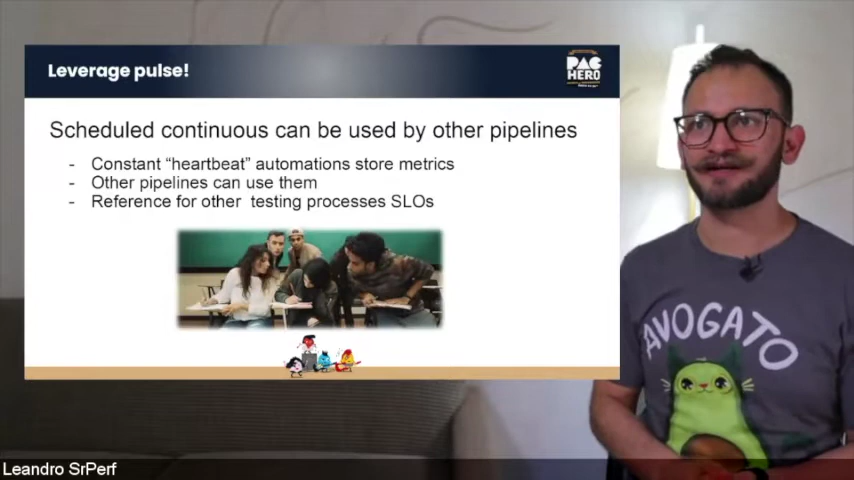 Leverage pulse!
PAC
HERO
Scheduled continuous can be used by other pipelines
- Constant “heartbeat” automations store metrics
- Other pipelines can use them
- Reference for other testing processes SLOs
AVOGATO
Leandro SrPerf